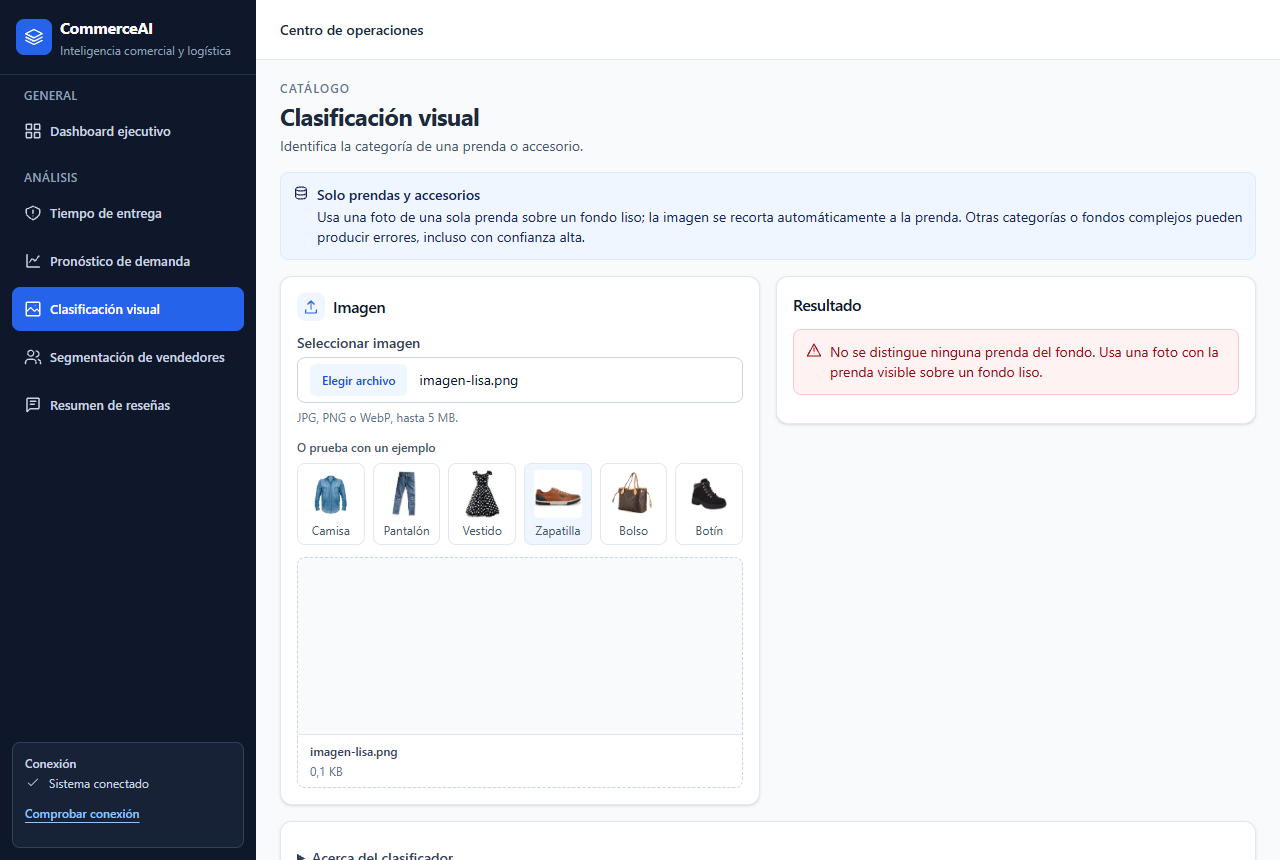 CommerceAI
Inteligencia comercial y logística
GENERAL
Dashboard ejecutivo
ANÁLISIS
Tiempo de entrega
Pronóstico de demanda
Clasificación visual
Segmentación de vendedores
Resumen de reseñas
Conexión
Sistema conectado
Comprobar conexión
Centro de operaciones
CATÁLOGO
Clasificación visual
Identifica la categoría de una prenda o accesorio.
Solo prendas y accesorios
Usa una foto de una sola prenda sobre un fondo liso; la imagen se recorta automáticamente a la prenda. Otras categorías o fondos complejos pueden
producir errores, incluso con confianza alta.
Imagen
Seleccionar imagen
Elegir archivo imagen-lisa.png
JPG, PNG o WebP, hasta 5 MB.
O prueba con un ejemplo
Camisa Pantalón Vestido Zapatilla Bolso Botín
imagen-lisa.png
0,1 KB
Resultado
No se distingue ninguna prenda del fondo. Usa una foto con la
prenda visible sobre un fondo liso.
Acerca del clasificador